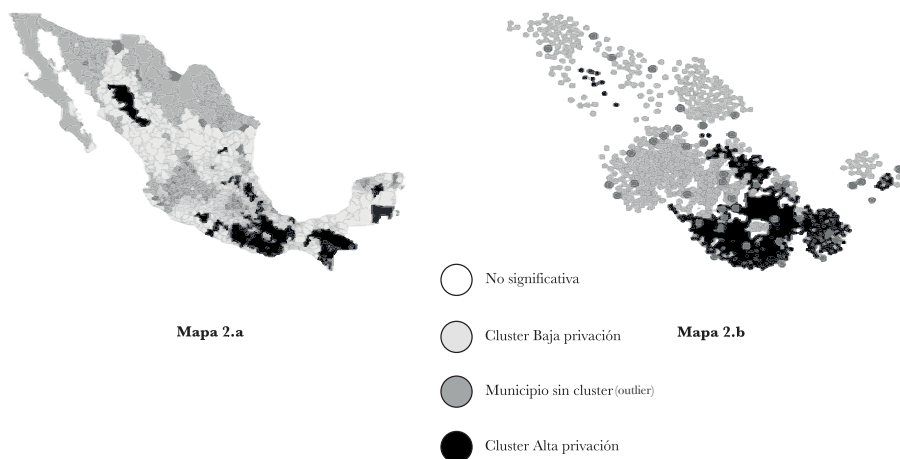 No significativa
Mapa 2.a
Cluster Baja privación
Mapa 2.b
Municipio sin cluster (outlier)
Cluster Alta privación